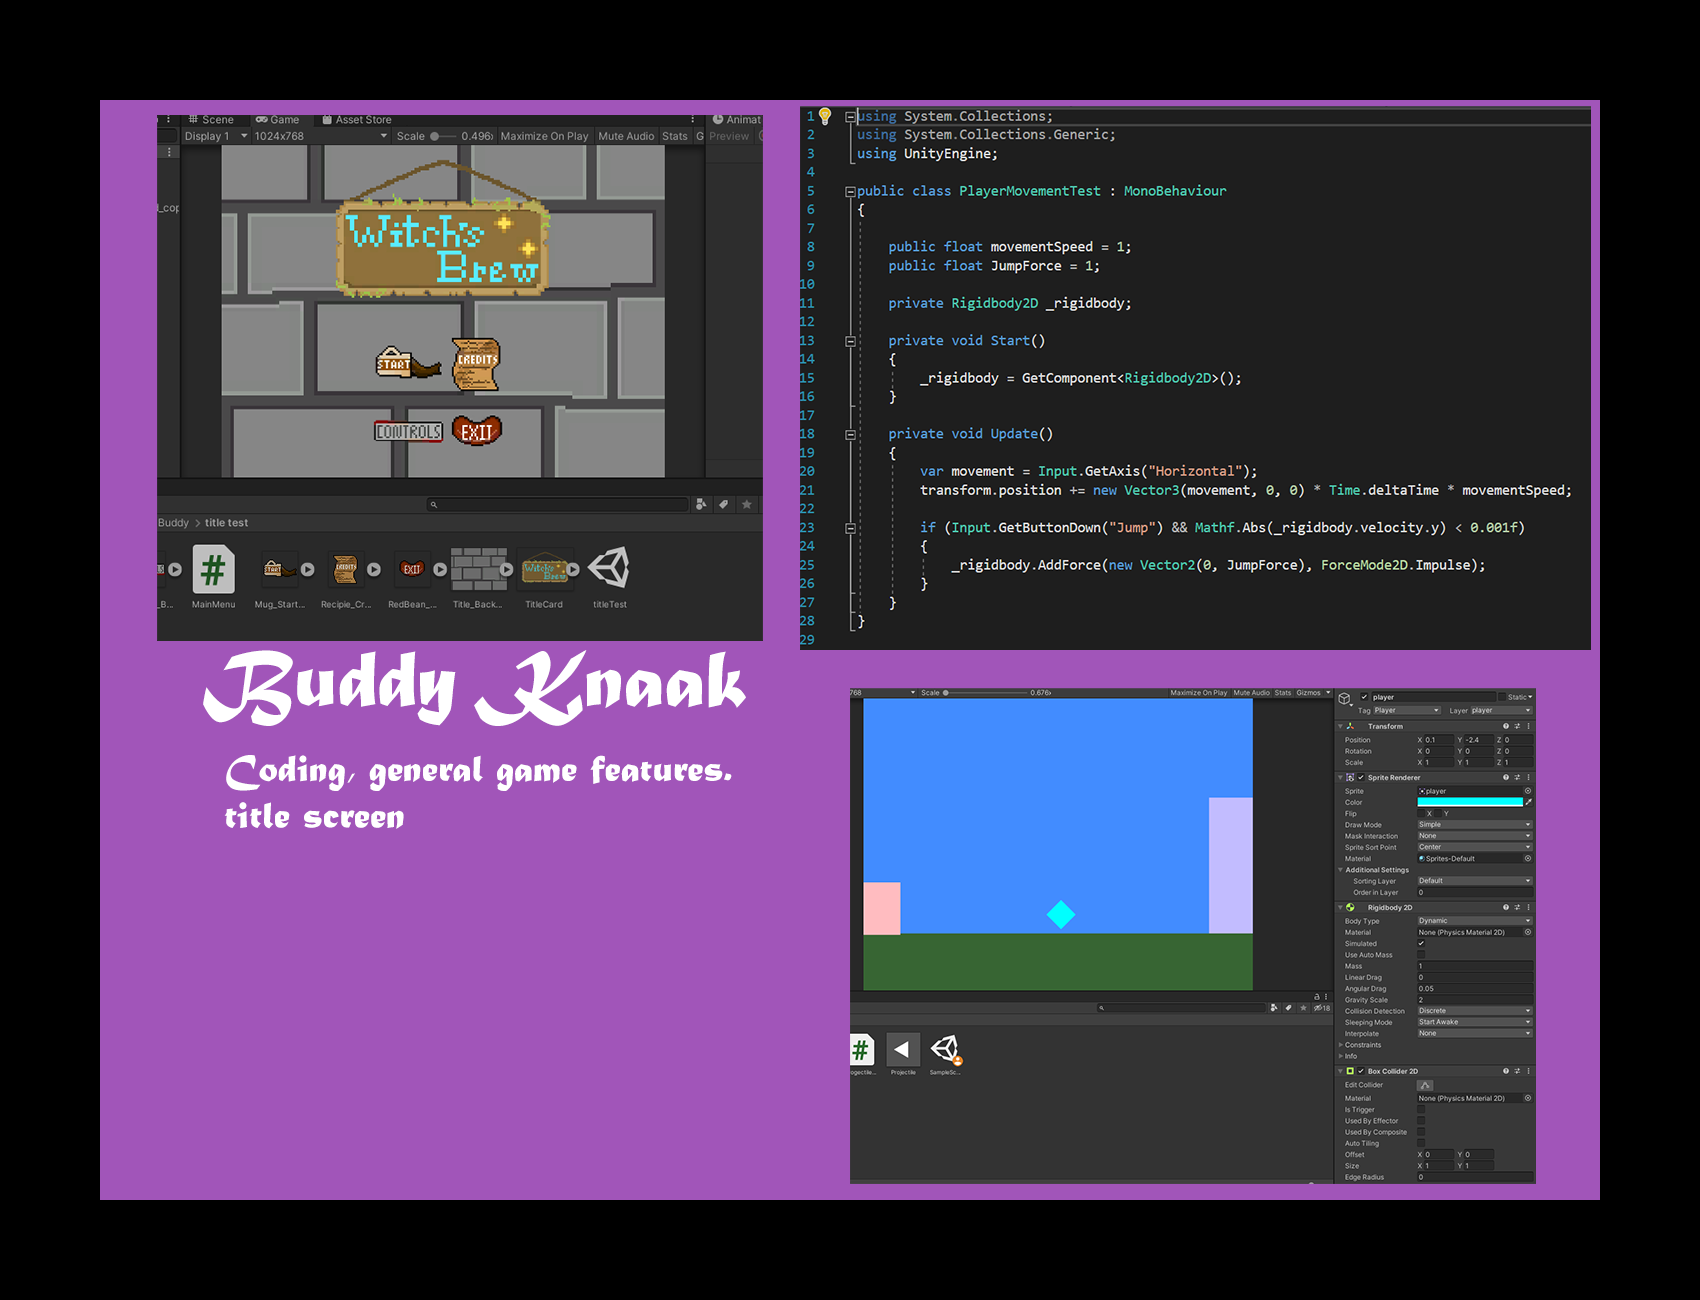 Scene Game Asset Store Animat
Display 1 1024x768 Scale 0.496x Maximize On Play Mute Audio Stats G Preview
d_cop
Witch's
Brew
START CREDITS
CONTROLS EXIT
Buddy > title test
_B... MainMenu Mug_Start... Recipie_Cr... RedBean_... Title_Back... TitleCard titleTest
Buddy Knaak
Coding, general game features.
title screen
1 using System.Collections;
2 using System.Collections.Generic;
3 using UnityEngine;
4
5 public class PlayerMovementTest : MonoBehaviour
6 {
7
8 public float movementSpeed = 1;
9 public float JumpForce = 1;
10
11 private Rigidbody2D _rigidbody;
12
13 private void Start()
14 {
15 _rigidbody = GetComponent<Rigidbody2D>();
16 }
17
18 private void Update()
19 {
20 var movement = Input.GetAxis("Horizontal");
21 transform.position += new Vector3(movement, 0, 0) * Time.deltaTime * movementSpeed;
22
23 if (Input.GetButtonDown("Jump") && Mathf.Abs(_rigidbody.velocity.y) < 0.001f)
24 {
25 _rigidbody.AddForce(new Vector2(0, JumpForce), ForceMode2D.Impulse);
26 }
27 }
28 }
29
768 Scale 0.676x Maximize On Play Mute Audio Stats Gizmos
18
ogectile... Projectile SampleSc...
player Static
Tag Player Layer player
Transform
Position X 0.1 Y -2.4 Z 0
Rotation X 0 Y 0 Z 0
Scale X 1 Y 1 Z 1
Sprite Renderer
Sprite player
Color
Flip X Y
Draw Mode Simple
Mask Interaction None
Sprite Sort Point Center
Material Sprites-Default
Additional Settings
Sorting Layer Default
Order in Layer 0
Rigidbody 2D
Body Type Dynamic
Material None (Physics Material 2D)
Simulated
Use Auto Mass
Mass 1
Linear Drag 0
Angular Drag 0.05
Gravity Scale 2
Collision Detection Discrete
Sleeping Mode Start Awake
Interpolate None
Constraints
Info
Box Collider 2D
Edit Collider
Material None (Physics Material 2D)
Is Trigger
Used By Effector
Used By Composite
Auto Tiling
Offset X 0 Y 0
Size X 1 Y 1
Edge Radius 0